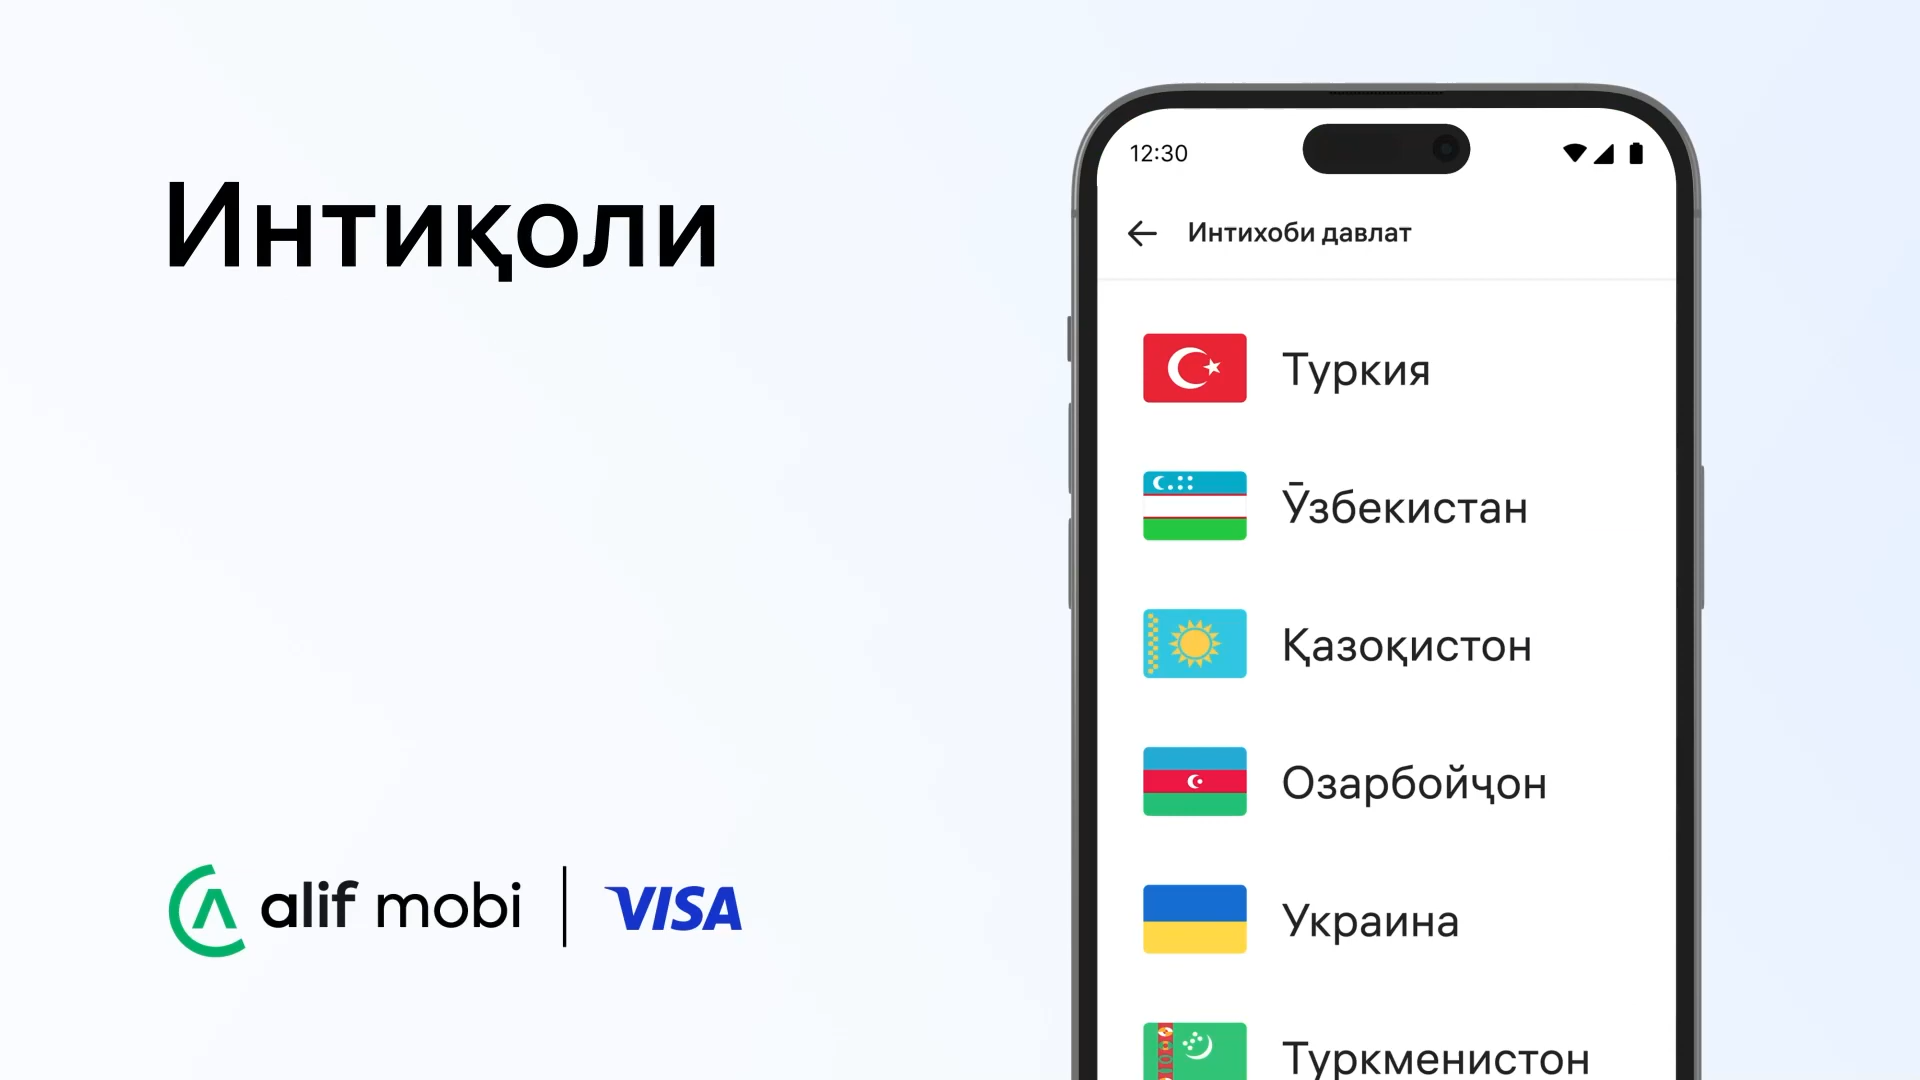 Интиқоли
alif mobi
VISA
12:30
Интихоби давлат
Туркия
Ӯзбекистан
Қазоқистон
Озарбойҷон
Украина
Туркменистон